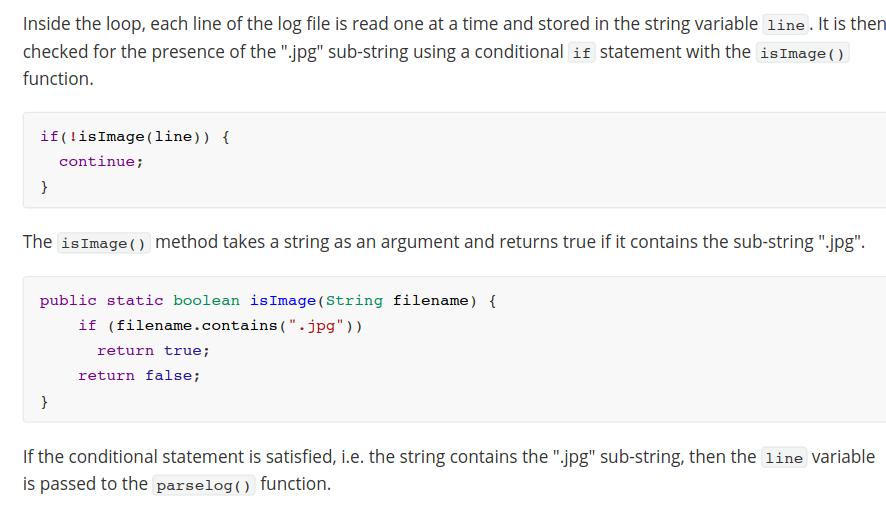 Inside the loop, each line of the log file is read one at a time and stored in the string variable line. It is then
checked for the presence of the ".jpg" sub-string using a conditional if statement with the isImage()
function.
if(!isImage(line)) {
  continue;
}
The isImage() method takes a string as an argument and returns true if it contains the sub-string ".jpg".
public static boolean isImage(String filename) {
    if (filename.contains(".jpg"))
      return true;
    return false;
}
If the conditional statement is satisfied, i.e. the string contains the ".jpg" sub-string, then the line variable
is passed to the parselog() function.